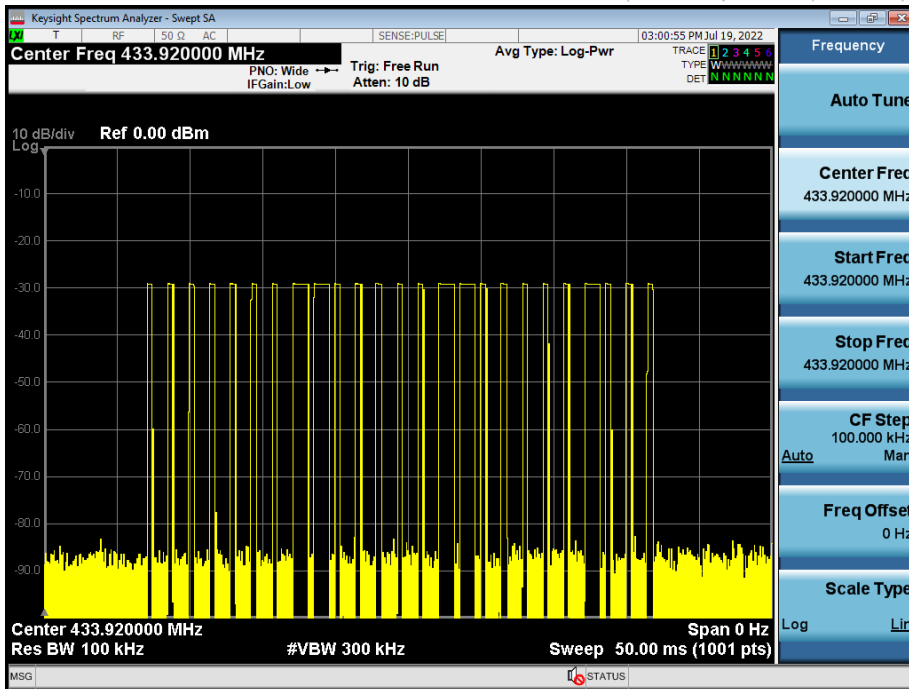 Keysight Spectrum Analyzer - Swept SA
LXI T RF 50 Ω AC SENSE:PULSE 03:00:55 PM Jul 19, 2022
Center Freq 433.920000 MHz
PNO: Wide
IFGain:Low
Trig: Free Run
Atten: 10 dB
Avg Type: Log-Pwr
TRACE 1 2 3 4 5 6
TYPE WWWWWW
DET N N N N N N
10 dB/div Ref 0.00 dBm
Log
-10.0
-20.0
-30.0
-40.0
-50.0
-60.0
-70.0
-80.0
-90.0
Center 433.920000 MHz Span 0 Hz
Res BW 100 kHz #VBW 300 kHz Sweep 50.00 ms (1001 pts)
MSG STATUS
Frequency
Auto Tune
Center Freq
433.920000 MHz
Start Freq
433.920000 MHz
Stop Freq
433.920000 MHz
CF Step
100.000 kHz
Auto Man
Freq Offset
0 Hz
Scale Type
Log Lin